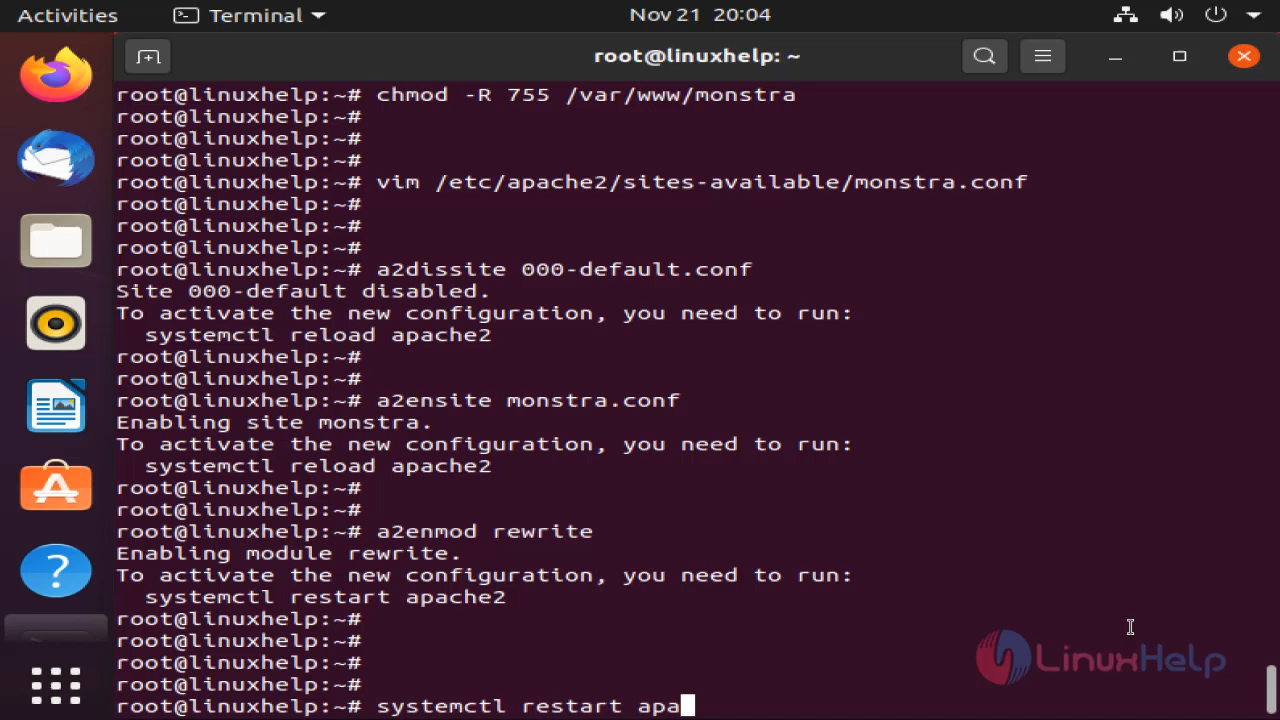 Activities
Terminal
Nov 21 20:04
root@linuxhelp: ~
root@linuxhelp:~# chmod -R 755 /var/www/monstra
root@linuxhelp:~#
root@linuxhelp:~#
root@linuxhelp:~#
root@linuxhelp:~# vim /etc/apache2/sites-available/monstra.conf
root@linuxhelp:~#
root@linuxhelp:~#
root@linuxhelp:~#
root@linuxhelp:~# a2dissite 000-default.conf
Site 000-default disabled.
To activate the new configuration, you need to run:
  systemctl reload apache2
root@linuxhelp:~#
root@linuxhelp:~#
root@linuxhelp:~# a2ensite monstra.conf
Enabling site monstra.
To activate the new configuration, you need to run:
  systemctl reload apache2
root@linuxhelp:~#
root@linuxhelp:~#
root@linuxhelp:~# a2enmod rewrite
Enabling module rewrite.
To activate the new configuration, you need to run:
  systemctl restart apache2
root@linuxhelp:~#
root@linuxhelp:~#
root@linuxhelp:~#
root@linuxhelp:~#
root@linuxhelp:~# systemctl restart apa
LinuxHelp